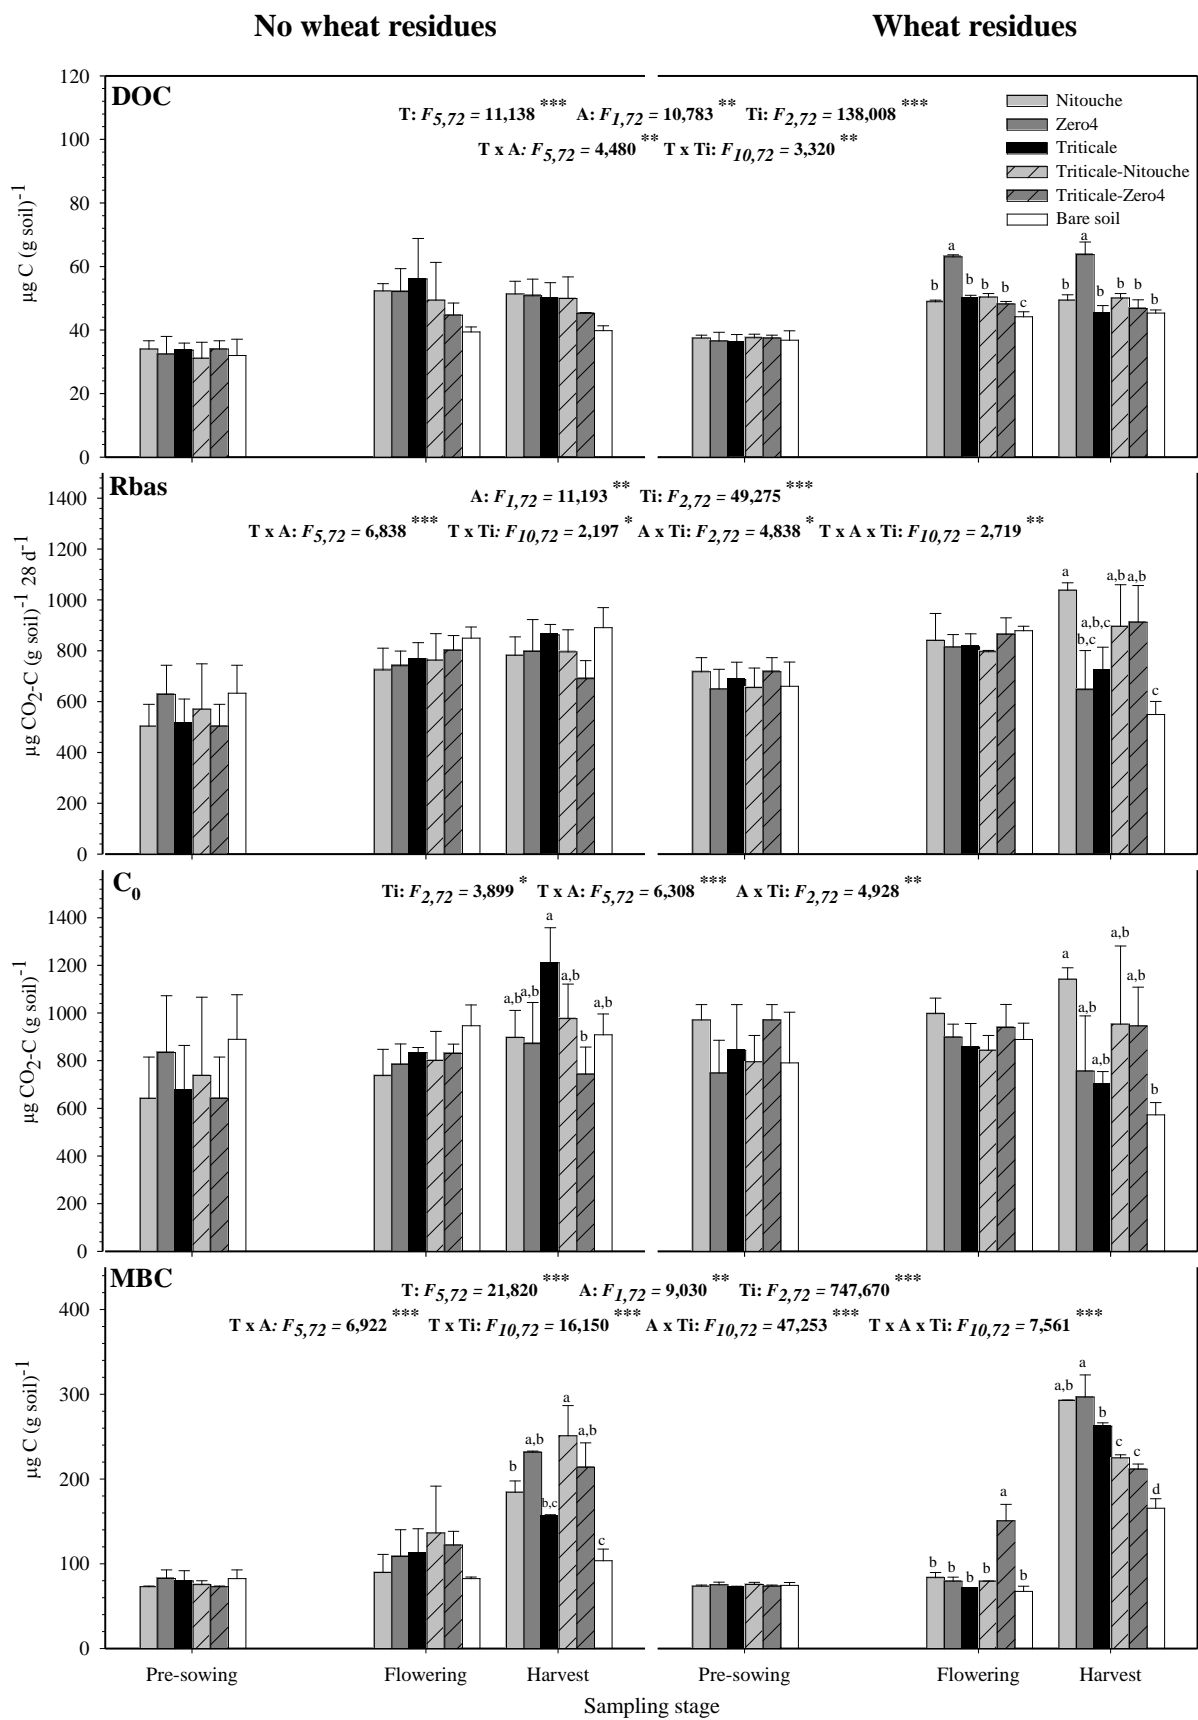 No wheat residues
Wheat residues
DOC
T: F5,72 = 11,138 *** A: F1,72 = 10,783 ** Ti: F2,72 = 138,008 ***
T x A: F5,72 = 4,480 ** T x Ti: F10,72 = 3,320 **
Nitouche
Zero4
Triticale
Triticale-Nitouche
Triticale-Zero4
Bare soil
120
100
80
60
40
20
0
µg C (g soil)-1
a
b
b
b
b
c
a
b
b
b
b
b
Rbas
A: F1,72 = 11,193 ** Ti: F2,72 = 49,275 ***
T x A: F5,72 = 6,838 *** T x Ti: F10,72 = 2,197 * A x Ti: F2,72 = 4,838 * T x A x Ti: F10,72 = 2,719 **
1400
1200
1000
800
600
400
200
0
µg CO2-C (g soil)-1 28 d-1
a
b,c
a,b,c
a,b
a,b
c
C0
Ti: F2,72 = 3,899 * T x A: F5,72 = 6,308 *** A x Ti: F2,72 = 4,928 **
1400
1200
1000
800
600
400
200
0
µg CO2-C (g soil)-1
a,b
a,b
a
a,b
b
a,b
a
a,b
a,b
a,b
a,b
b
MBC
T: F5,72 = 21,820 *** A: F1,72 = 9,030 ** Ti: F2,72 = 747,670 ***
T x A: F5,72 = 6,922 *** T x Ti: F10,72 = 16,150 *** A x Ti: F10,72 = 47,253 *** T x A x Ti: F10,72 = 7,561 ***
400
300
200
100
0
µg C (g soil)-1
b
a,b
b,c
a
a,b
c
b
b
b
b
a
b
a,b
a
b
c
c
d
Pre-sowing
Flowering
Harvest
Pre-sowing
Flowering
Harvest
Sampling stage